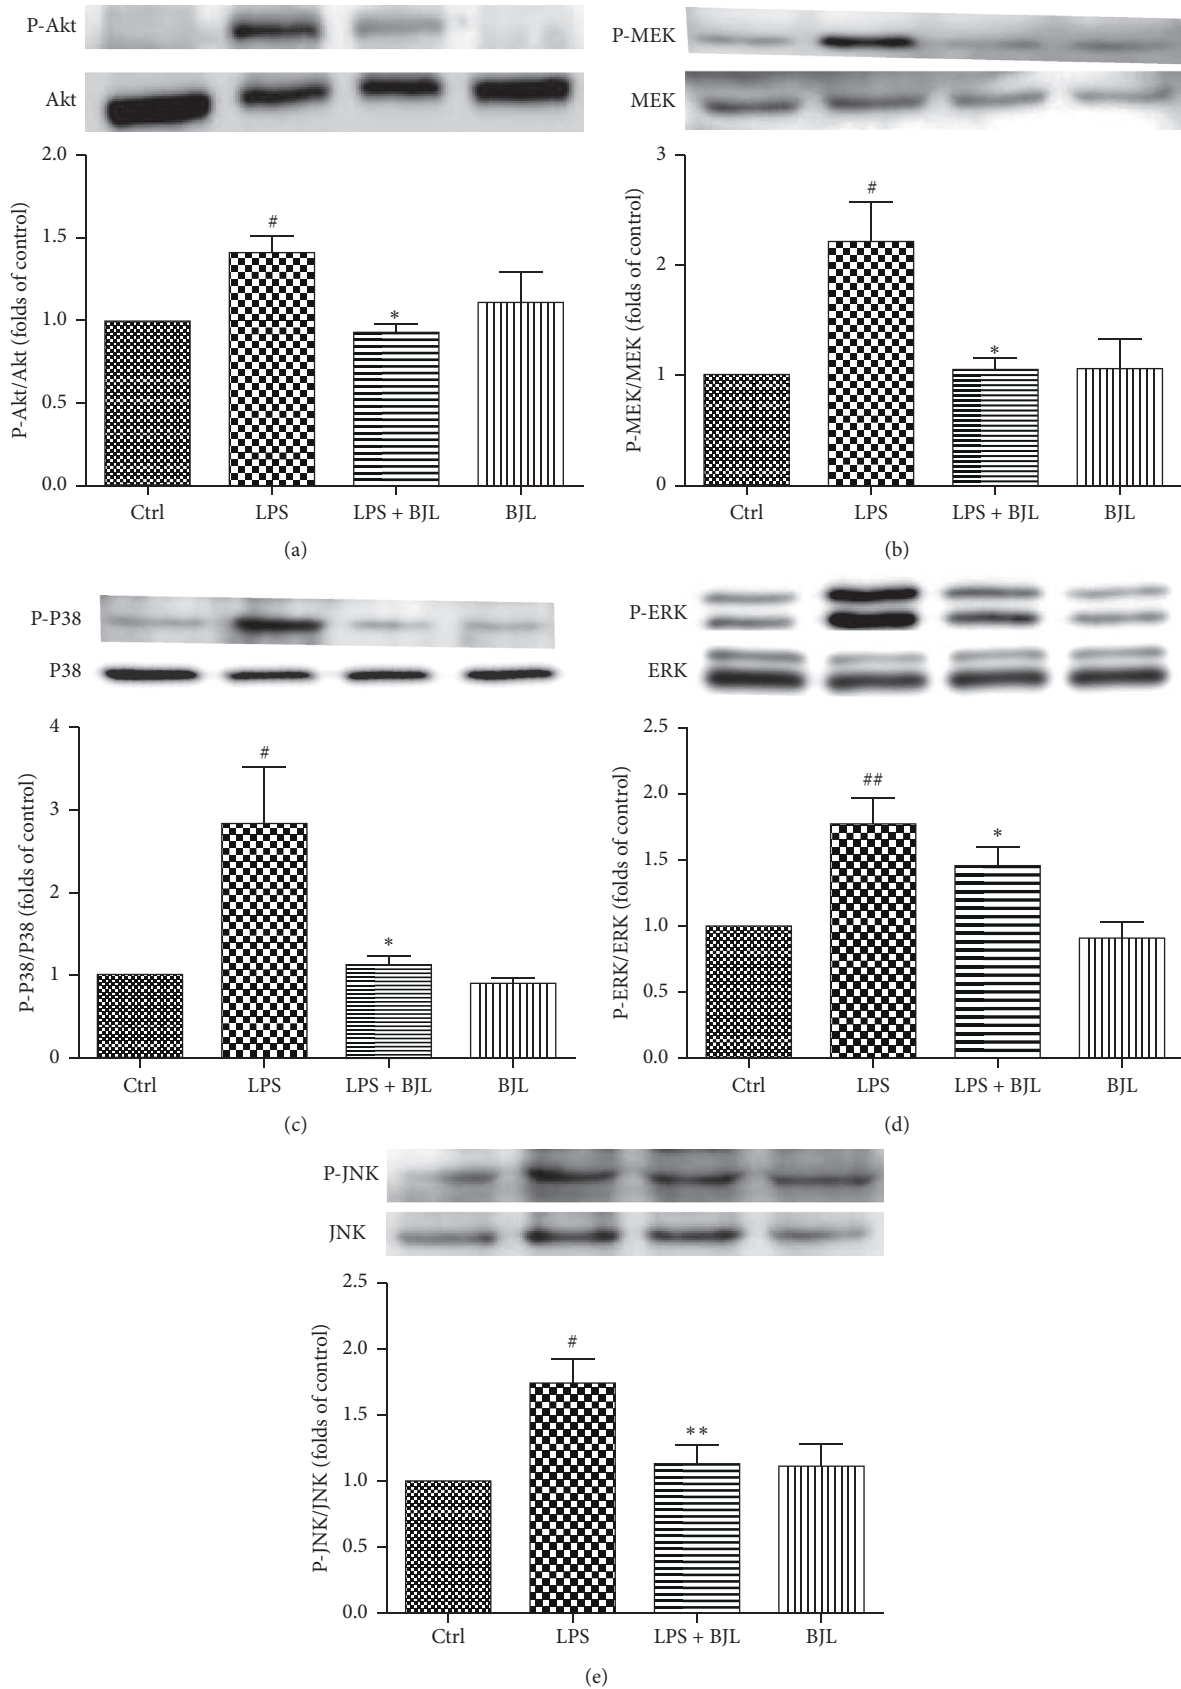 P-Akt
Akt
P-Akt/Akt (folds of control)
2.0
1.5
1.0
0.5
0.0
#
*
Ctrl LPS LPS + BJL BJL
(a)
P-MEK
MEK
P-MEK/MEK (folds of control)
3
2
1
0
#
*
Ctrl LPS LPS + BJL BJL
(b)
P-P38
P38
P-P38/P38 (folds of control)
4
3
2
1
0
#
*
Ctrl LPS LPS + BJL BJL
(c)
P-ERK
ERK
P-ERK/ERK (folds of control)
2.5
2.0
1.5
1.0
0.5
0.0
##
*
Ctrl LPS LPS + BJL BJL
(d)
P-JNK
JNK
P-JNK/JNK (folds of control)
2.5
2.0
1.5
1.0
0.5
0.0
#
**
Ctrl LPS LPS + BJL BJL
(e)